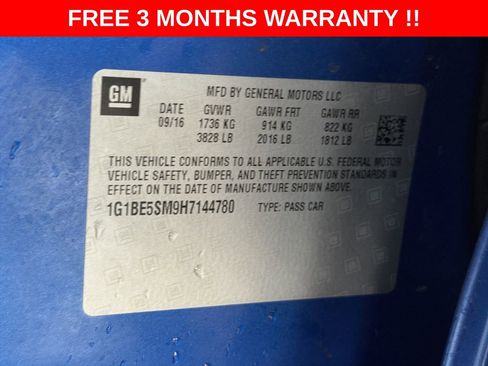 FREE 3 MONTHS WARRANTY !!
GM
MFD BY GENERAL MOTORS LLC
DATE GVWR GAWR FRT GAWR RR
09/16 1736 KG 914 KG 822 KG
3828 LB 2016 LB 1812 LB
THIS VEHICLE CONFORMS TO ALL APPLICABLE U.S. FEDERAL MOTOR
VEHICLE SAFETY, BUMPER, AND THEFT PREVENTION STANDARDS
IN EFFECT ON THE DATE OF MANUFACTURE SHOWN ABOVE.
1G1BE5SM9H7144780 TYPE: PASS CAR